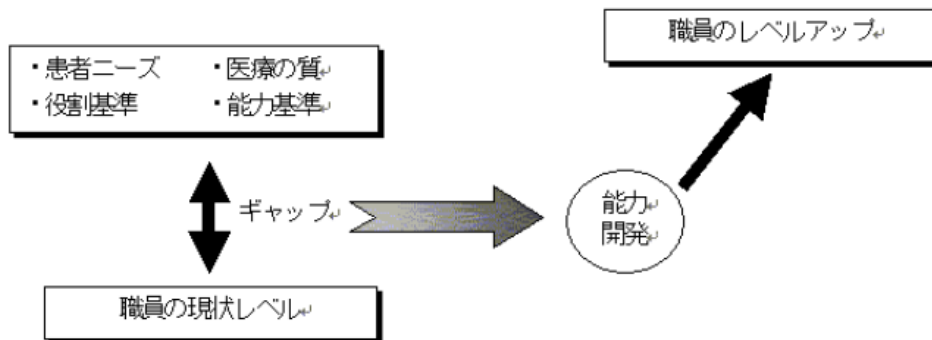 職員のレベルアップ
・患者ニーズ ・医療の質
・役割基準 ・能力基準
ギャップ
能力
開発
職員の現状レベル